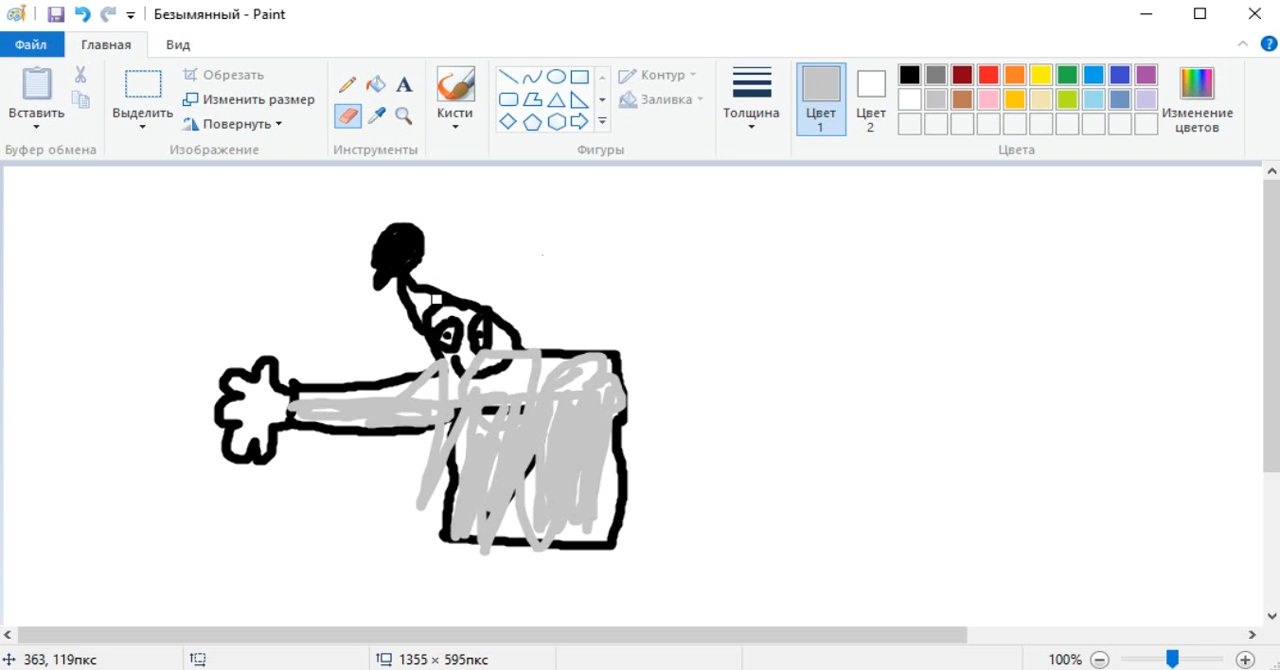 Безымянный - Paint
Файл Главная Вид
Вставить
Выделить
Обрезать
Изменить размер
Повернуть
A
Кисти
Контур
Заливка
Толщина
Цвет 1
Цвет 2
Изменение цветов
Буфер обмена Изображение Инструменты Фигуры Цвета
363, 119пкс 1355 × 595пкс 100%